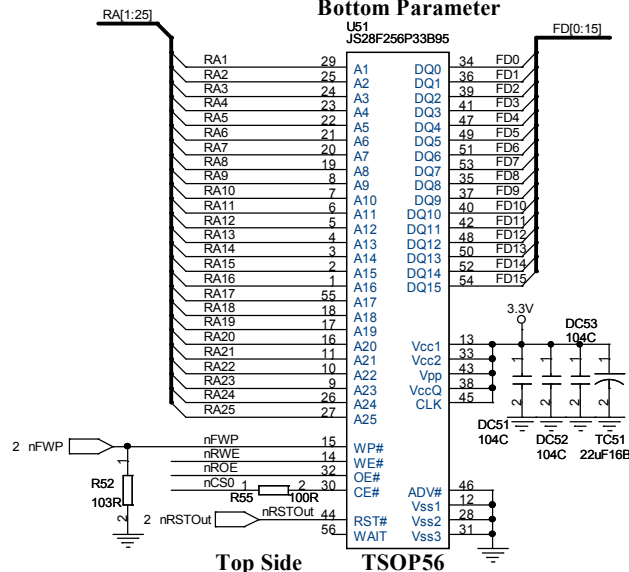 Bottom Parameter
RA[1:25]
U51
JS28F256P33B95
FD[0:15]
RA1 29 A1 DQ0 34 FD0
RA2 25 A2 DQ1 36 FD1
RA3 24 A3 DQ2 39 FD2
RA4 23 A4 DQ3 41 FD3
RA5 22 A5 DQ4 47 FD4
RA6 21 A6 DQ5 49 FD5
RA7 20 A7 DQ6 51 FD6
RA8 19 A8 DQ7 53 FD7
RA9 8 A9 DQ8 35 FD8
RA10 7 A10 DQ9 37 FD9
RA11 6 A11 DQ10 40 FD10
RA12 5 A12 DQ11 42 FD11
RA13 4 A13 DQ12 48 FD12
RA14 3 A14 DQ13 50 FD13
RA15 2 A15 DQ14 52 FD14
RA16 1 A16 DQ15 54 FD15
RA17 55 A17
RA18 18 A18
RA19 17 A19
RA20 16 A20 Vcc1 13
RA21 11 A21 Vcc2 33
RA22 10 A22 Vpp 43
RA23 9 A23 VccQ 38
RA24 26 A24 CLK 45
RA25 27 A25
3.3V
DC53
104C
1 1 1 1
2 2 2 2
DC51
104C
DC52
104C
TC51
22uF16B
2 nFWP nFWP 15 WP#
nRWE 14 WE#
nROE 32 OE#
nCS0 1 R55 2 100R 30 CE# ADV# 46
Vss1 12
2 nRSTOut nRSTOut 44 RST# Vss2 28
56 WAIT Vss3 31
1
R52
103R
2
Top Side TSOP56